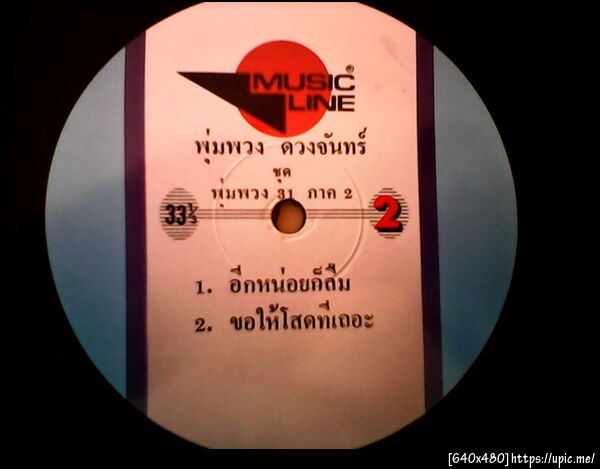 MUSIC®
LINE
พุ่มพวง ดวงจันทร์
ชุด
พุ่มพวง 31 ภาค 2
33⅓
2
1. อีกหน่อยก็ลืม
2. ขอให้โสดทีเถอะ
[640x480]https://upic.me/